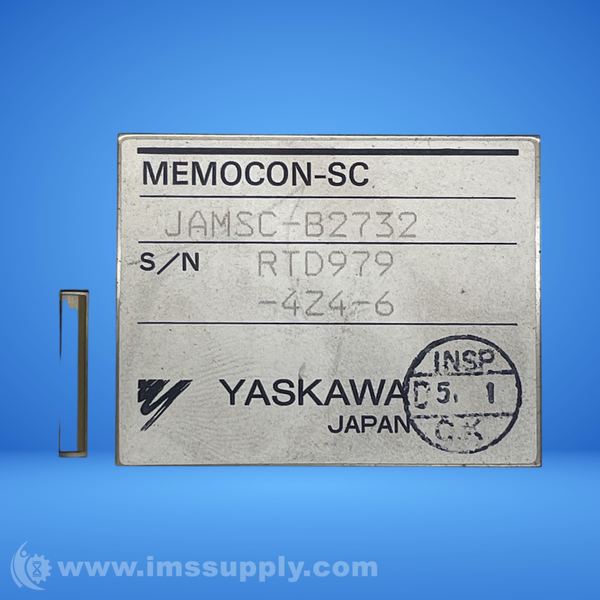 MEMOCON-SC
JAMSC-B2732
S/N RTD979
-4Z4-6
YASKAWA
JAPAN
INSP
D 5. 1
C.K
www.imssupply.com